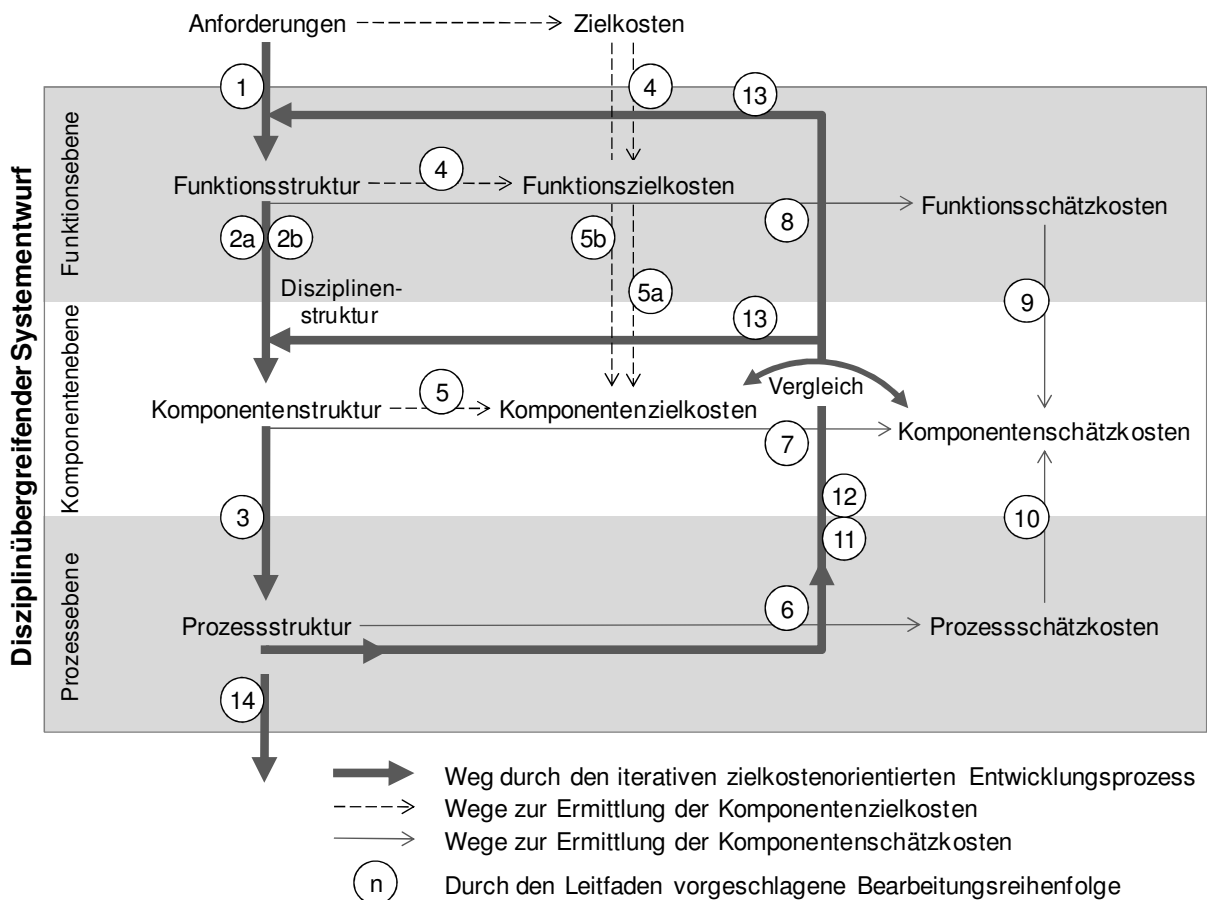 Anforderungen
Zielkosten
1
4
13
Disziplinübergreifender Systementwurf
Funktionsebene
Funktionsstruktur
4
Funktionszielkosten
8
Funktionsschätzkosten
2a
2b
5b
5a
9
Disziplinen-
struktur
13
Komponentenebene
Vergleich
Komponentenstruktur
5
Komponentenzielkosten
7
Komponentenschätzkosten
3
12
11
10
Prozessebene
Prozessstruktur
6
Prozessschätzkosten
14
Weg durch den iterativen zielkostenorientierten Entwicklungsprozess
Wege zur Ermittlung der Komponentenzielkosten
Wege zur Ermittlung der Komponentenschätzkosten
n
Durch den Leitfaden vorgeschlagene Bearbeitungsreihenfolge